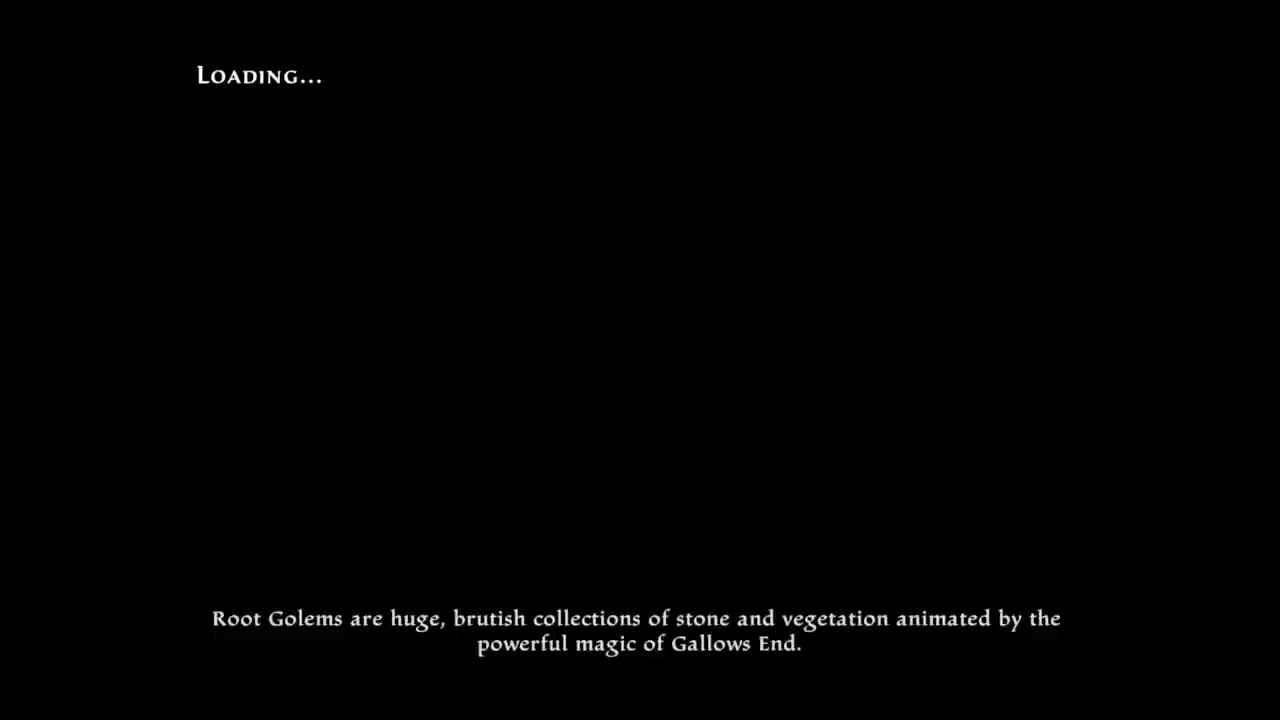 Loading...
Root Golems are huge, brutish collections of stone and vegetation animated by the
powerful magic of Gallows End.